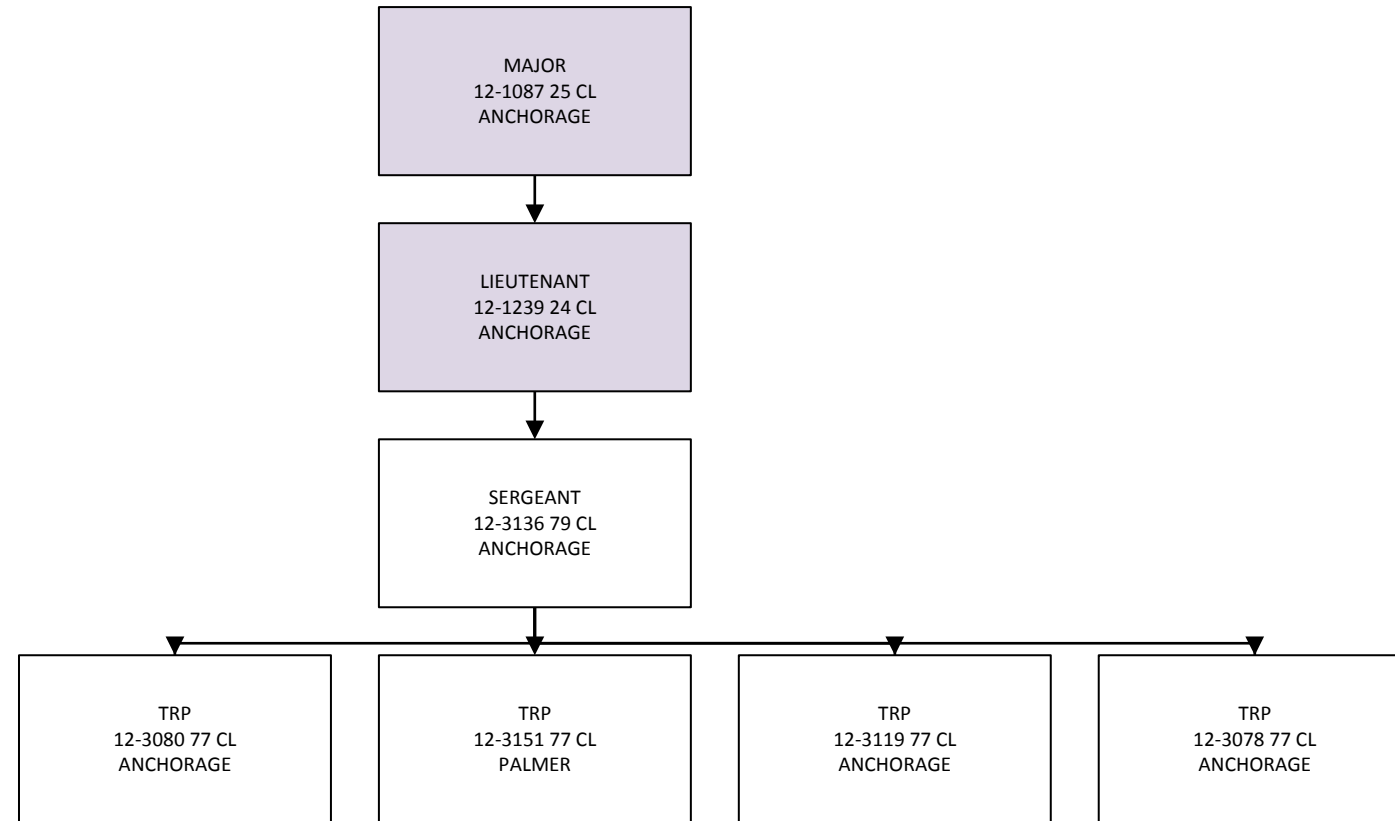 MAJOR
12-1087 25 CL
ANCHORAGE
LIEUTENANT
12-1239 24 CL
ANCHORAGE
SERGEANT
12-3136 79 CL
ANCHORAGE
TRP
12-3080 77 CL
ANCHORAGE
TRP
12-3151 77 CL
PALMER
TRP
12-3119 77 CL
ANCHORAGE
TRP
12-3078 77 CL
ANCHORAGE